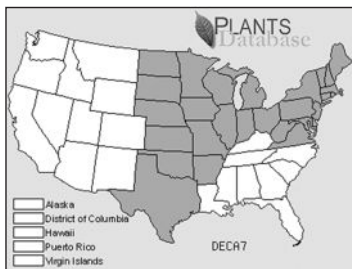 PLANTS
Database
Alaska
District of Columbia
Hawaii
Puerto Rico
Virgin Islands
DECA7